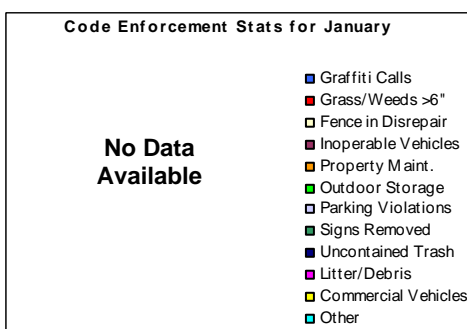 Code Enforcement Stats for January
No Data
Available
Graffiti Calls
Grass/Weeds >6"
Fence in Disrepair
Inoperable Vehicles
Property Maint.
Outdoor Storage
Parking Violations
Signs Removed
Uncontained Trash
Litter/Debris
Commercial Vehicles
Other